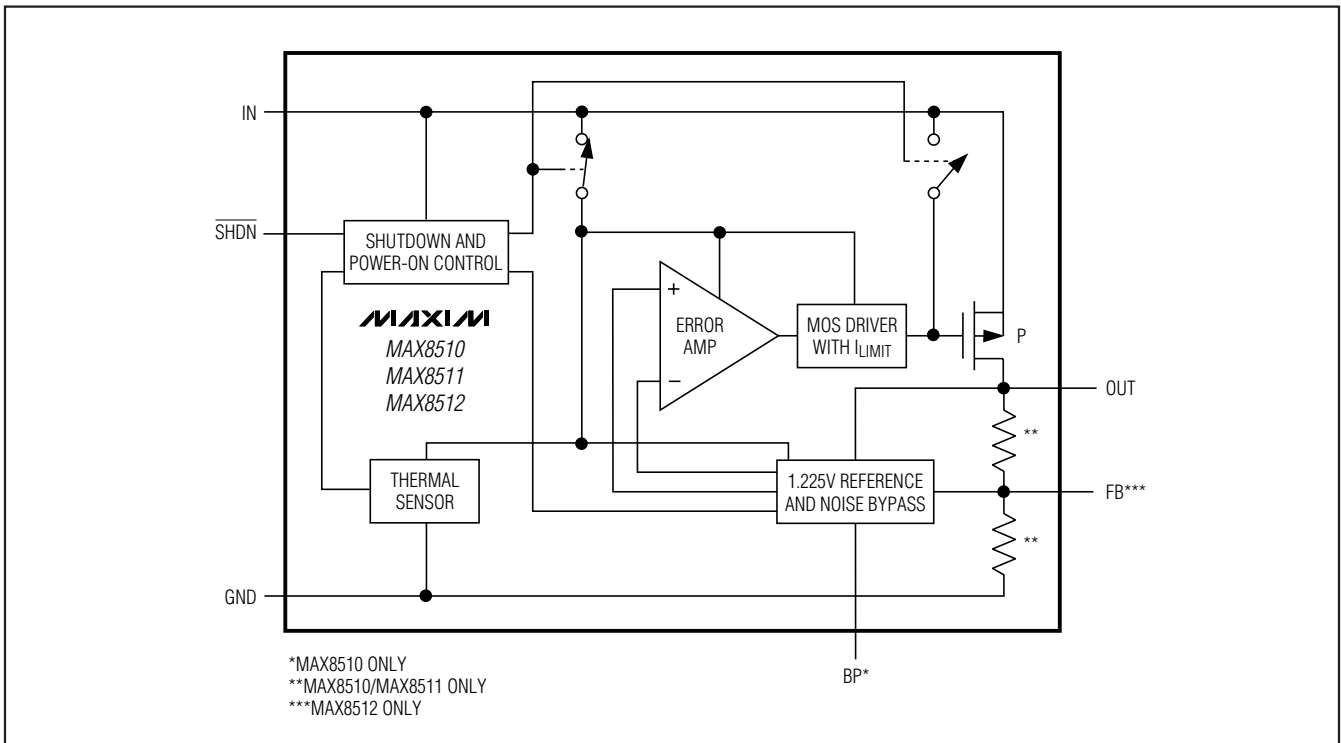 IN
SHDN
SHUTDOWN AND
POWER-ON CONTROL
MAXIM
MAX8510
MAX8511
MAX8512
+
ERROR
AMP
−
MOS DRIVER
WITH ILIMIT
P
OUT
**
THERMAL
SENSOR
1.225V REFERENCE
AND NOISE BYPASS
FB***
**
GND
BP*
*MAX8510 ONLY
**MAX8510/MAX8511 ONLY
***MAX8512 ONLY